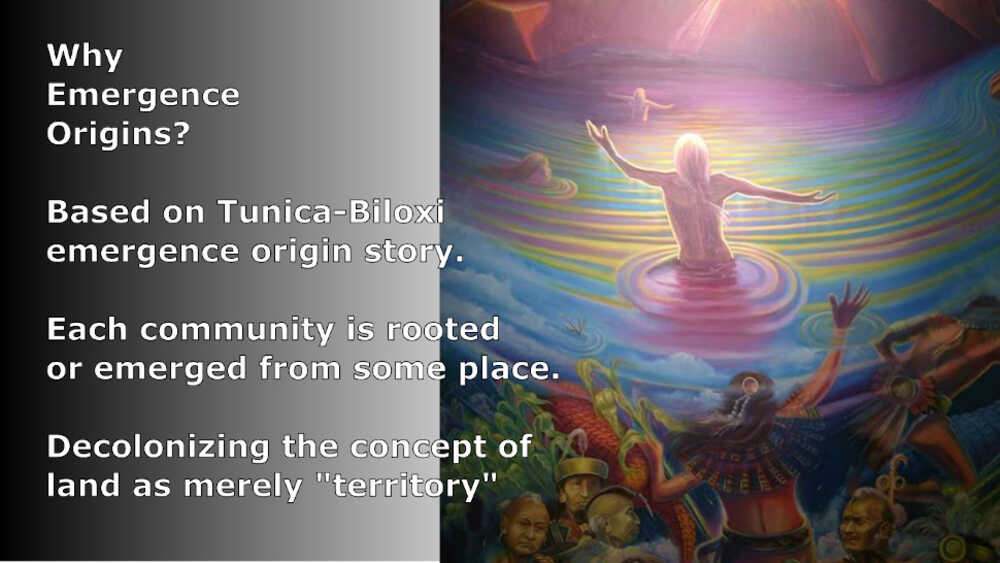 Why
Emergence
Origins?
Based on Tunica-Biloxi
emergence origin story.
Each community is rooted
or emerged from some place.
Decolonizing the concept of
land as merely "territory"